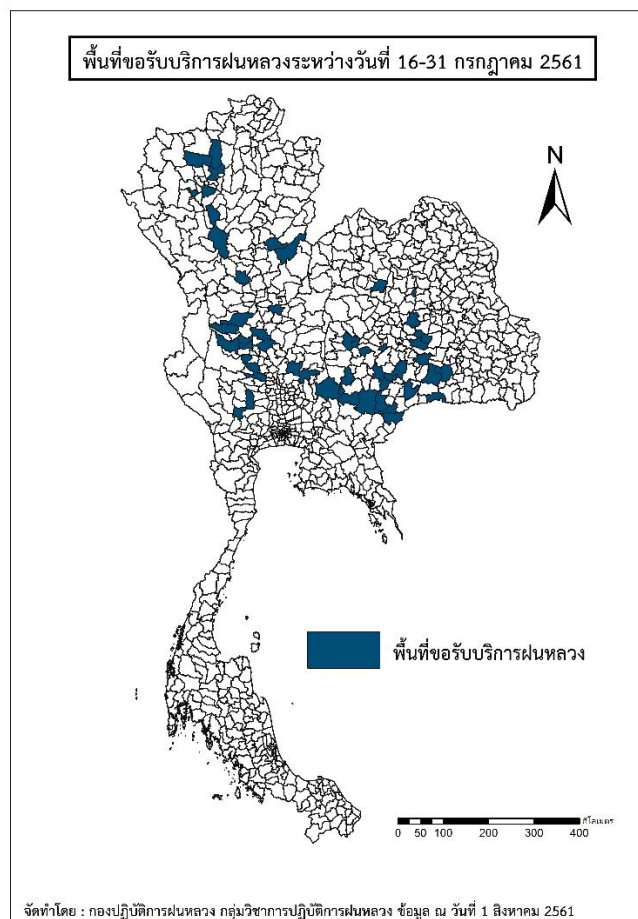 พื้นที่ขอรับบริการฝนหลวงระหว่างวันที่ 16-31 กรกฎาคม 2561
N
พื้นที่ขอรับบริการฝนหลวง
กิโลเมตร
0 25 50 75 100 200 300 400
จัดทำโดย : กองปฏิบัติการฝนหลวง กลุ่มวิชาการปฏิบัติการฝนหลวง ข้อมูล ณ วันที่ 1 สิงหาคม 2561